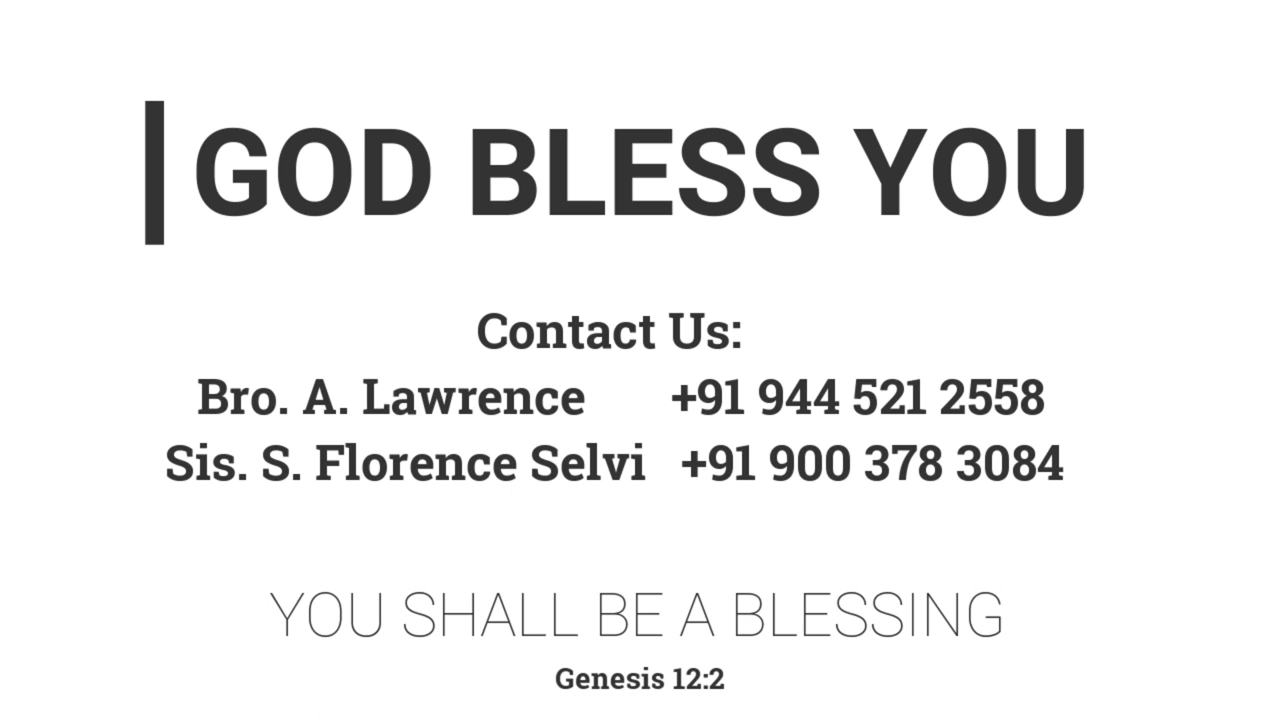 GOD BLESS YOU
Contact Us:
Bro. A. Lawrence +91 944 521 2558
Sis. S. Florence Selvi +91 900 378 3084
YOU SHALL BE A BLESSING
Genesis 12:2